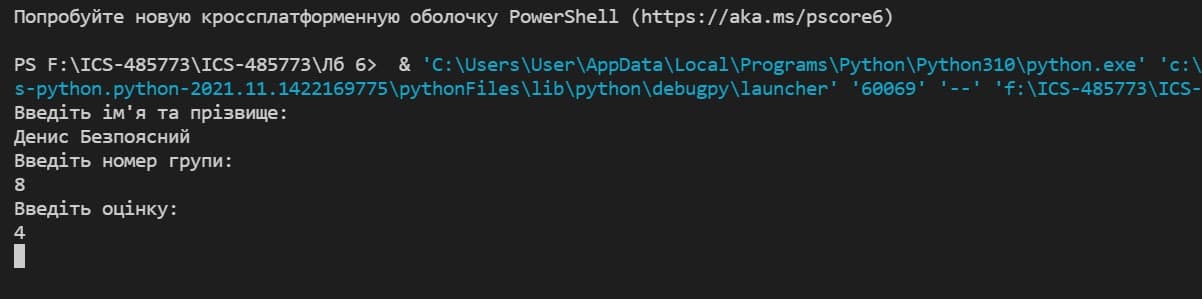 Попробуйте новую кроссплатформенную оболочку PowerShell (https://aka.ms/pscore6)
PS F:\ICS-485773\ICS-485773\Лб 6>  & 'C:\Users\User\AppData\Local\Programs\Python\Python310\python.exe' 'c:\
s-python.python-2021.11.1422169775\pythonFiles\lib\python\debugpy\launcher' '60069' '--' 'f:\ICS-485773\ICS-
Введіть ім'я та прізвище:
Денис Безпоясний
Введіть номер групи:
8
Введіть оцінку:
4